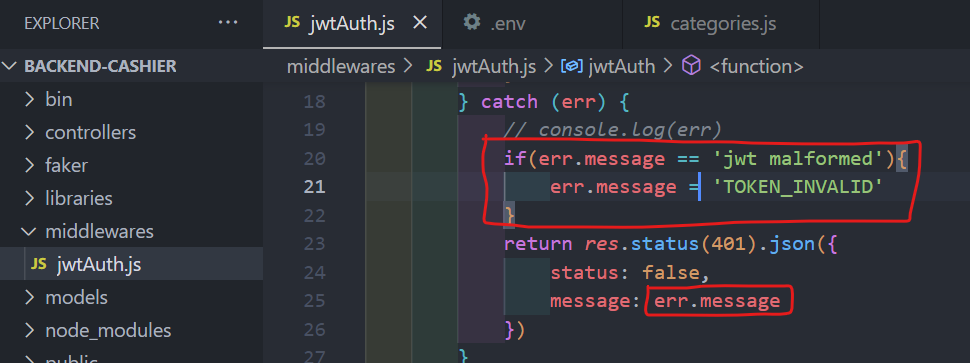 EXPLORER
JS jwtAuth.js
.env
JS categories.js
BACKEND-CASHIER
middlewares > JS jwtAuth.js > jwtAuth > <function>
bin
controllers
faker
libraries
middlewares
JS jwtAuth.js
models
node_modules
public
18 } catch (err) {
19 // console.log(err)
20 if(err.message == 'jwt malformed'){
21 err.message = 'TOKEN_INVALID'
22 }
23 return res.status(401).json({
24 status: false,
25 message: err.message
26 })
27 }